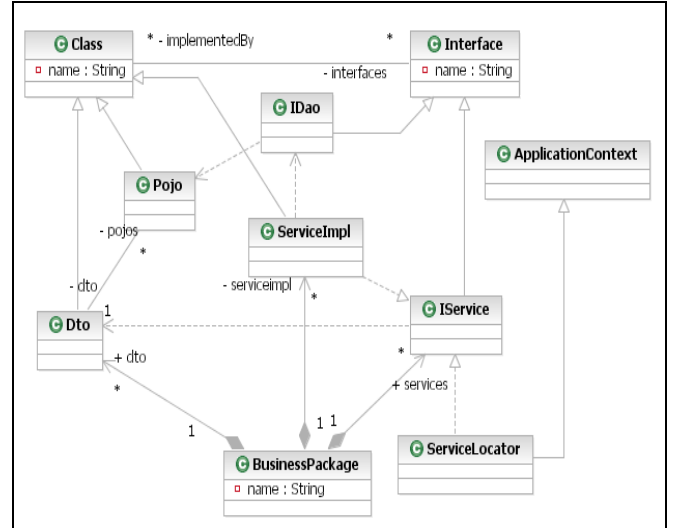 Class
* - implementedBy
*
Interface
name : String
- interfaces
name : String
IDao
ApplicationContext
Pojo
- pojos
*
ServiceImpl
- dto
- serviceimpl
*
1
Dto
IService
+ dto
*
*
+ services
1
1
1
BusinessPackage
name : String
ServiceLocator